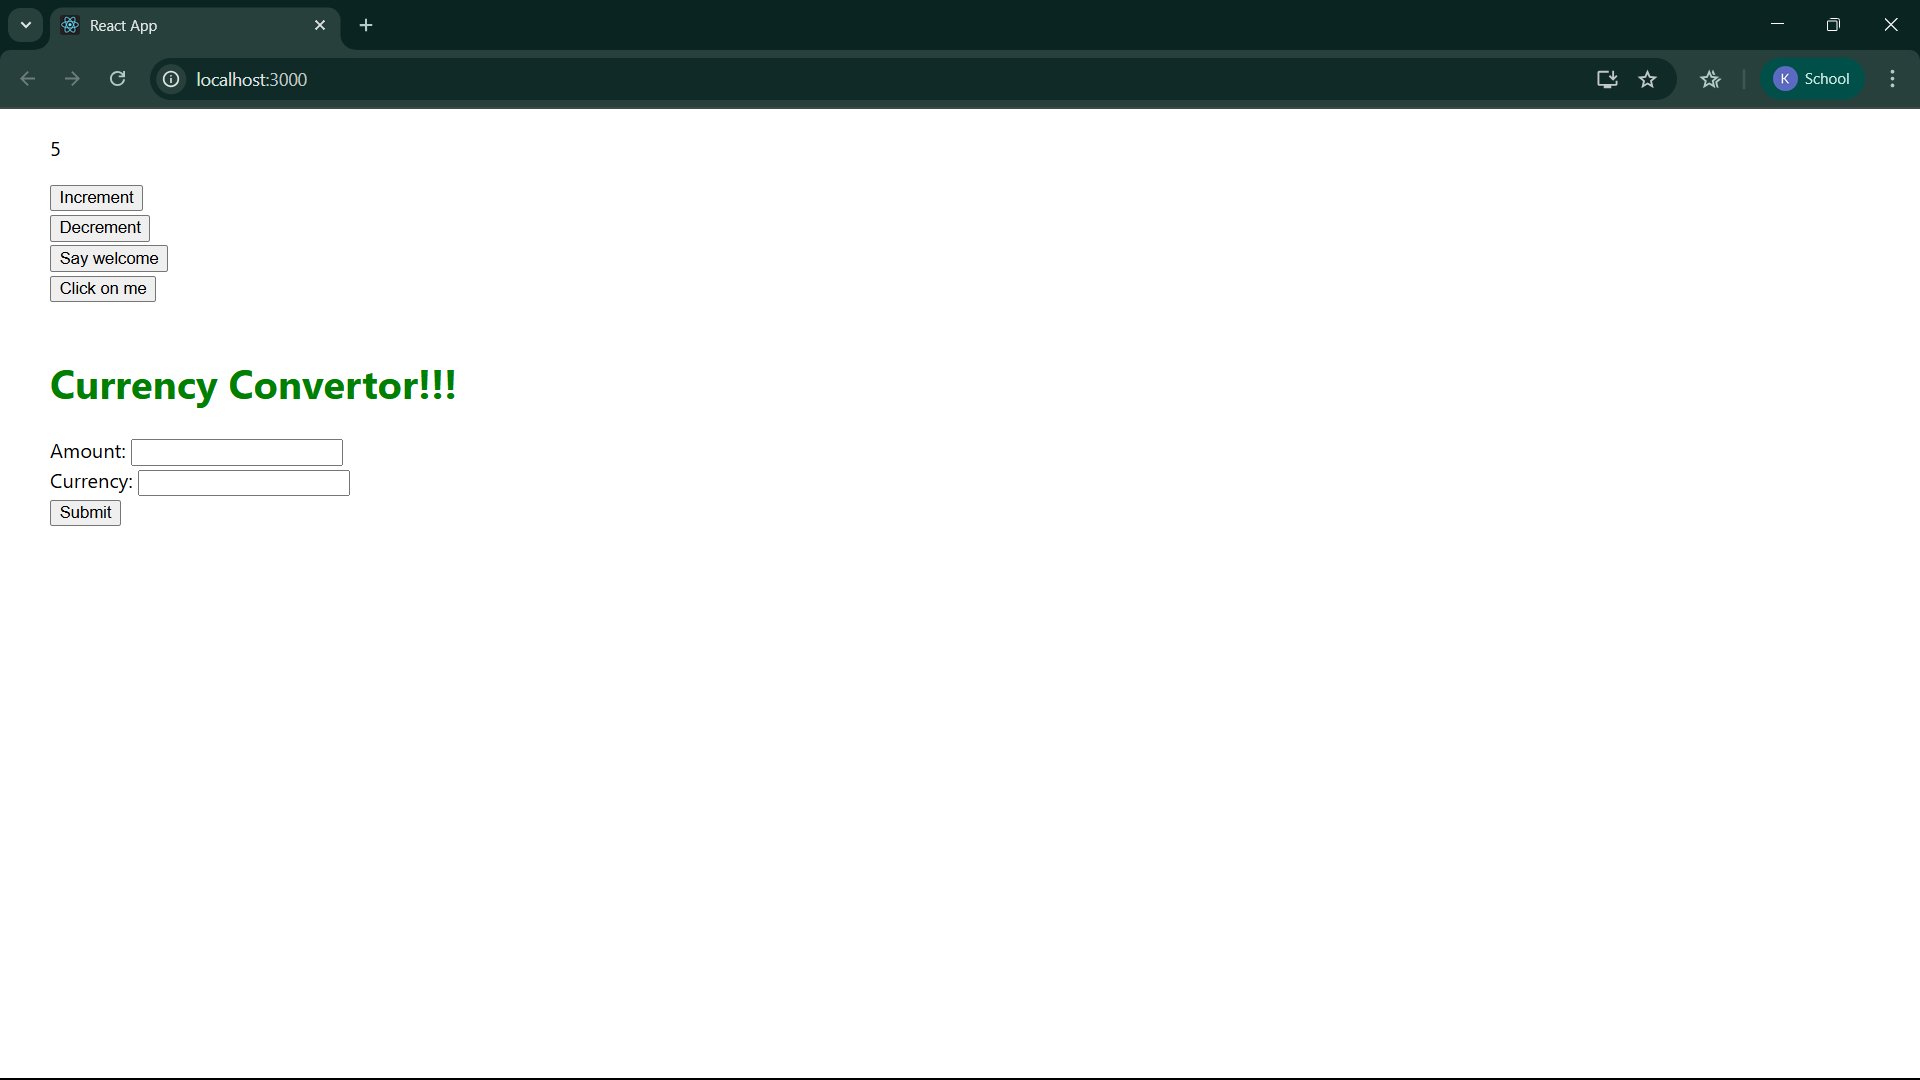 React App
localhost:3000
K School
5
Increment
Decrement
Say welcome
Click on me
Currency Convertor!!!
Amount:
Currency:
Submit